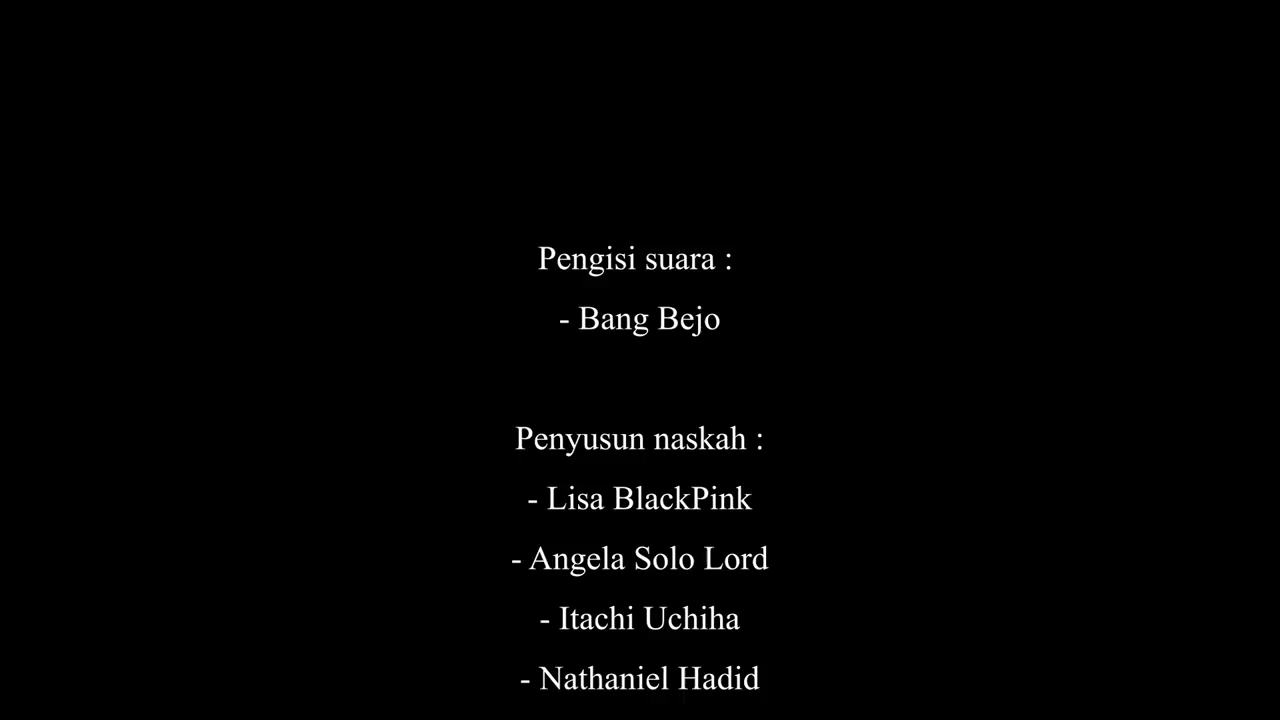 Pengisi suara :
- Bang Bejo
Penyusun naskah :
- Lisa BlackPink
- Angela Solo Lord
- Itachi Uchiha
- Nathaniel Hadid